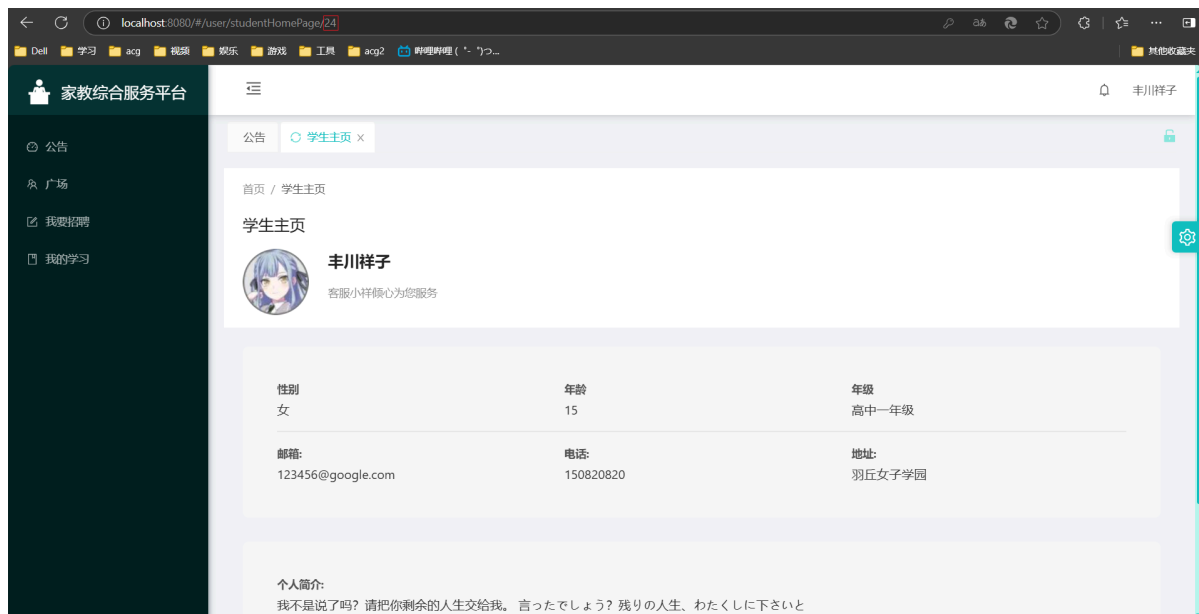 localhost:8080/#/user/studentHomePage/24
Dell 学习 acg 视频 娱乐 游戏 工具 acg2 哔哩哔哩 ( ゜- ゜)つ... 其他收藏夹
家教综合服务平台 丰川祥子
公告
广场
我要招聘
我的学习
公告 学生主页 ×
首页 / 学生主页
学生主页
丰川祥子
客服小祥倾心为您服务
性别 年龄 年级
女 15 高中一年级
邮箱: 电话: 地址:
123456@google.com 150820820 羽丘女子学园
个人简介:
我不是说了吗？请把你剩余的人生交给我。 言ったでしょう？残りの人生、わたくしに下さいと